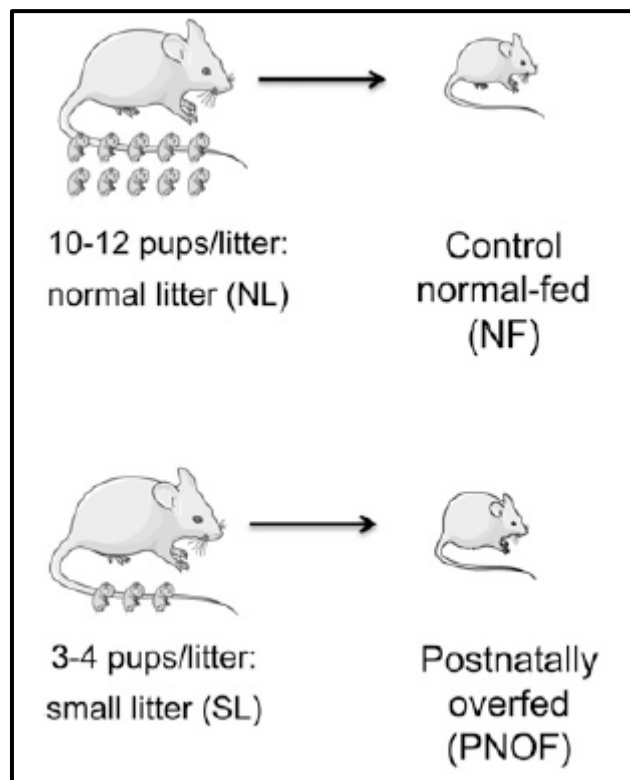 10-12 pups/litter:
normal litter (NL)
Control
normal-fed
(NF)
3-4 pups/litter:
small litter (SL)
Postnatally
overfed
(PNOF)